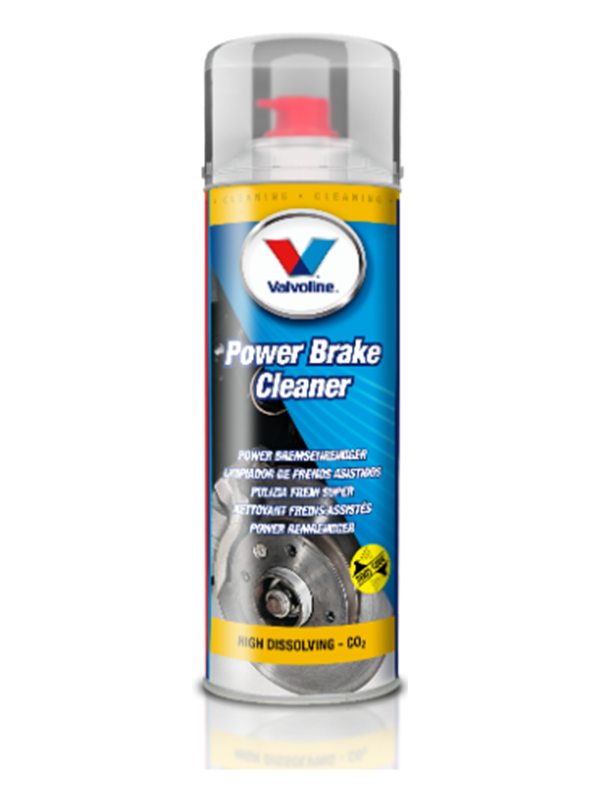 CLEANING • CLEANING •
Valvoline™
Power Brake
Cleaner
POWER BREMSENREINIGER
LIMPIADOR DE FRENOS ASISTIDOS
PULIZIA FRENI SUPER
NETTOYANT FREINS ASSISTÉS
POWER REMREINIGER
HIGH DISSOLVING – CO₂